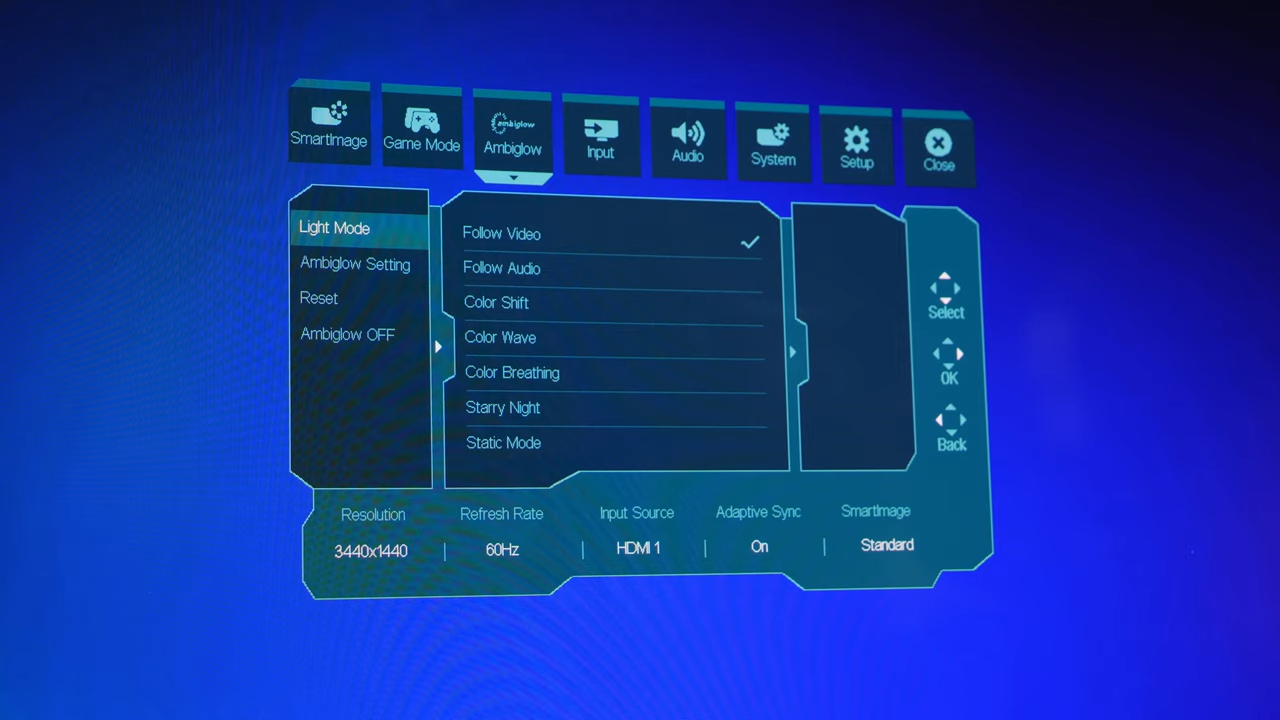 SmartImage
Game Mode
ambiglow
Ambiglow
Input
Audio
System
Setup
Close
Light Mode
Ambiglow Setting
Reset
Ambiglow OFF
Follow Video
Follow Audio
Color Shift
Color Wave
Color Breathing
Starry Night
Static Mode
Select
OK
Back
Resolution Refresh Rate Input Source Adaptive Sync SmartImage
3440x1440 | 60Hz | HDMI 1 | On | Standard